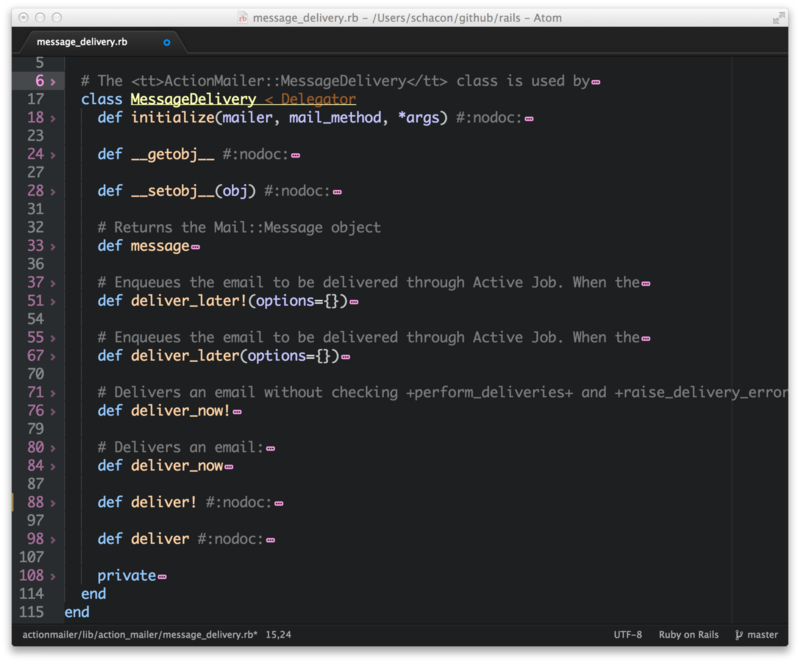 message_delivery.rb – /Users/schacon/github/rails – Atom
message_delivery.rb
5
6 # The <tt>ActionMailer::MessageDelivery</tt> class is used by
17 class MessageDelivery < Delegator
18 def initialize(mailer, mail_method, *args) #:nodoc:
23
24 def __getobj__ #:nodoc:
27
28 def __setobj__(obj) #:nodoc:
31
32 # Returns the Mail::Message object
33 def message
36
37 # Enqueues the email to be delivered through Active Job. When the
51 def deliver_later!(options={})
54
55 # Enqueues the email to be delivered through Active Job. When the
67 def deliver_later(options={})
70
71 # Delivers an email without checking +perform_deliveries+ and +raise_delivery_error
76 def deliver_now!
79
80 # Delivers an email:
84 def deliver_now
87
88 def deliver! #:nodoc:
97
98 def deliver #:nodoc:
107
108 private
114 end
115 end
actionmailer/lib/action_mailer/message_delivery.rb* 15,24 UTF-8 Ruby on Rails master